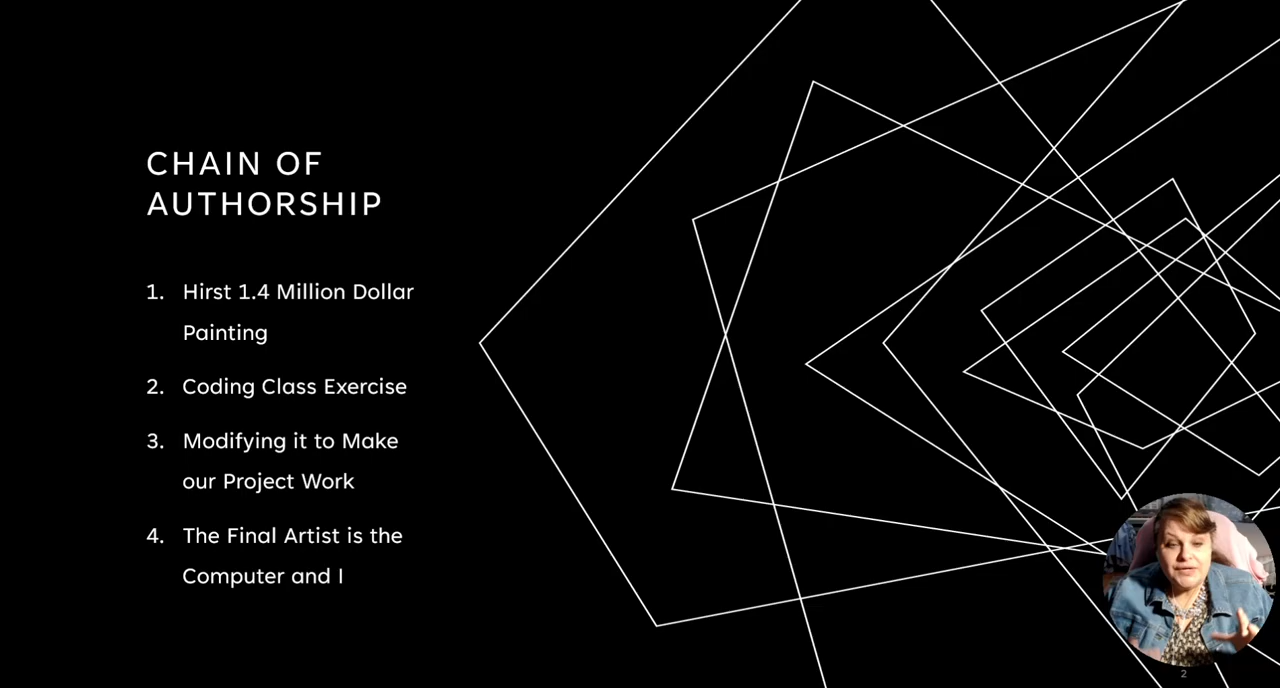 CHAIN OF
AUTHORSHIP
1. Hirst 1.4 Million Dollar
Painting
2. Coding Class Exercise
3. Modifying it to Make
our Project Work
4. The Final Artist is the
Computer and I
2